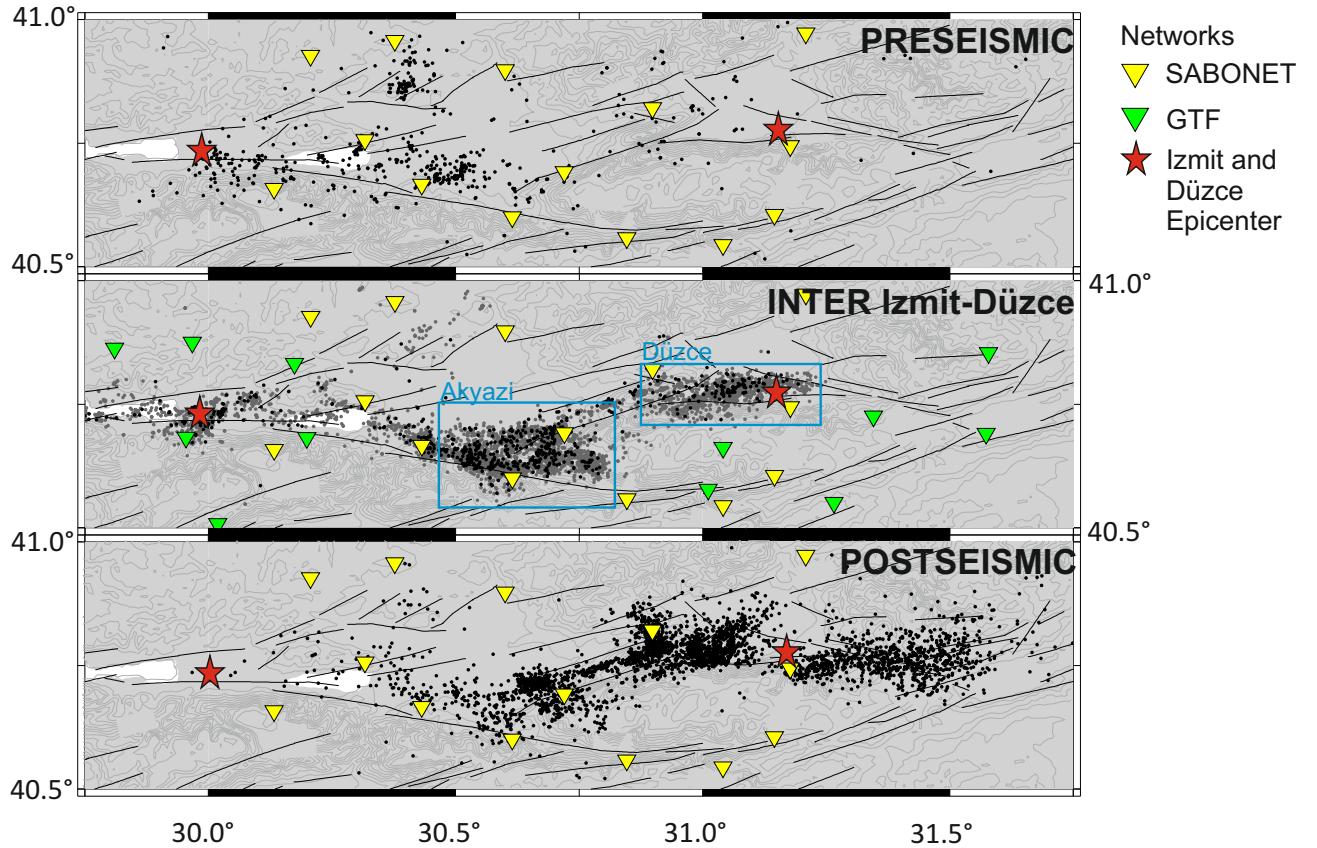 41.0°
PRESEISMIC
40.5°
Networks
SABONET
GTF
Izmit and
Düzce
Epicenter
41.0°
INTER Izmit-Düzce
Düzce
Akyazi
40.5°
41.0°
POSTSEISMIC
40.5°
30.0° 30.5° 31.0° 31.5°